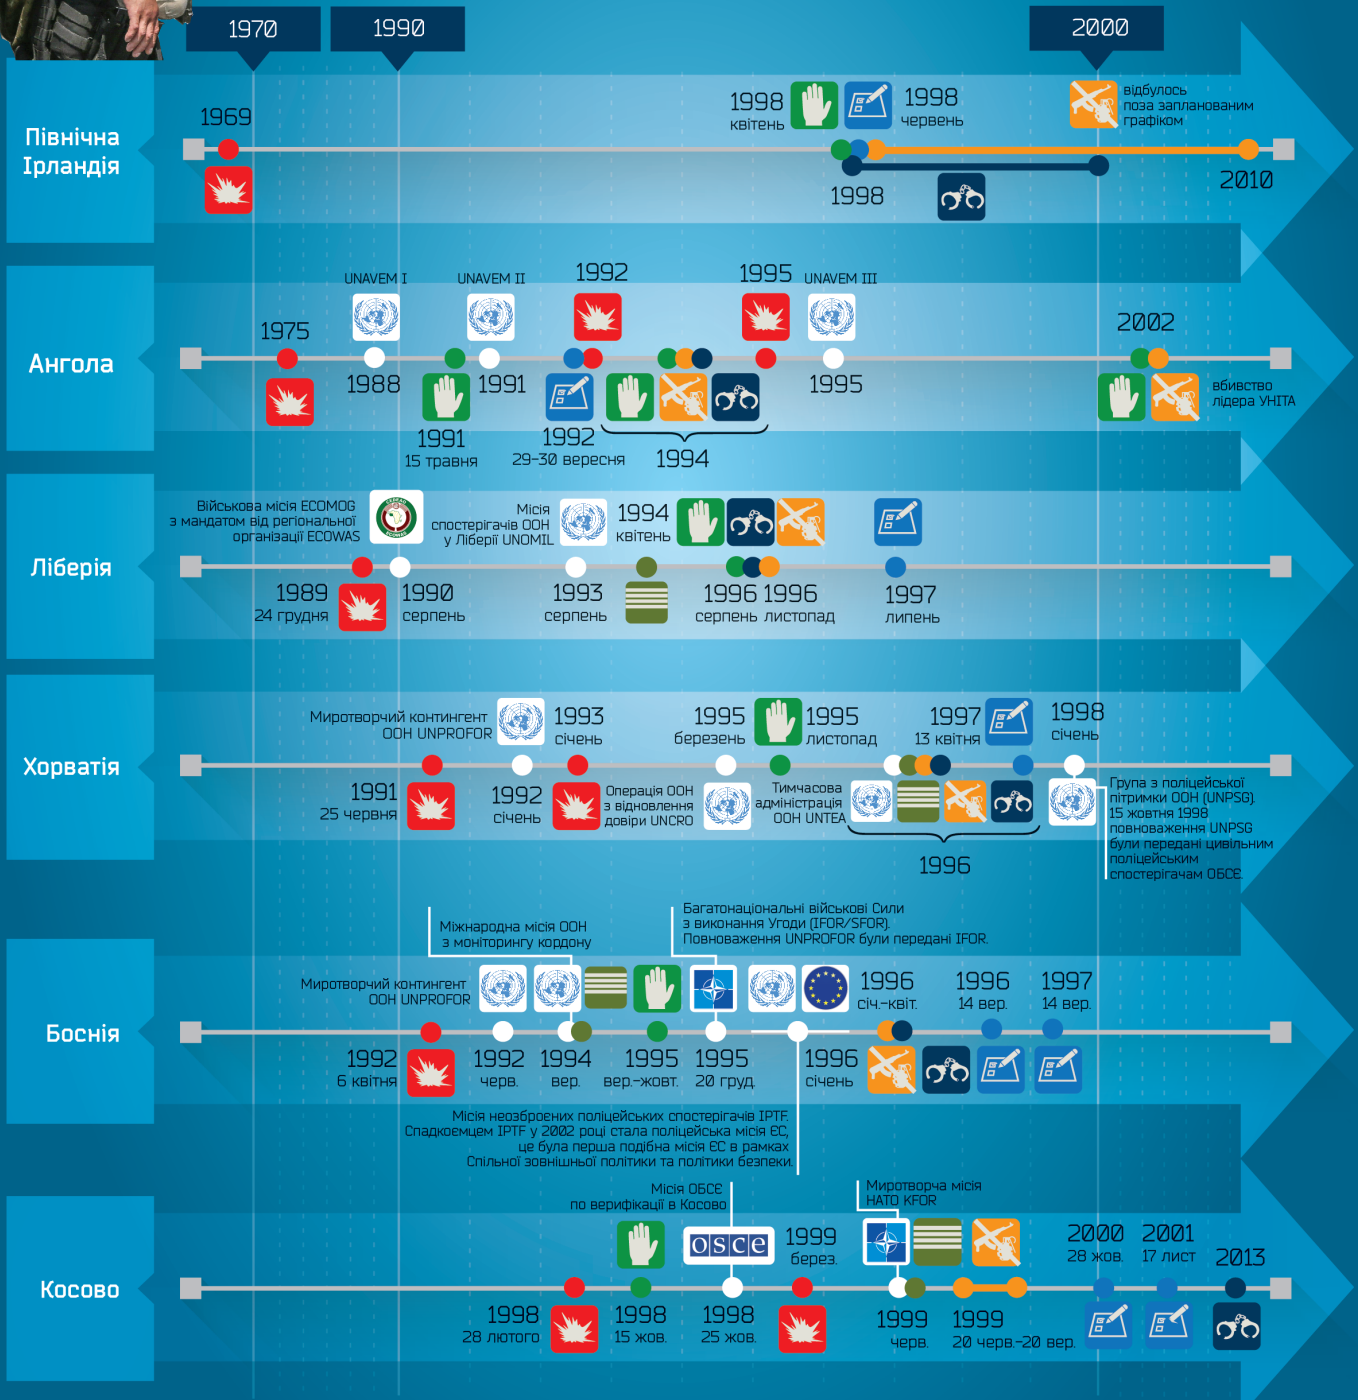 1970
1990
2000
Північна
Ірландія
1969
1998
квітень
1998
червень
відбулось
поза запланованим
графіком
1998
2010
Ангола
1975
UNAVEM I
1988
UNAVEM II
1991
15 травня
1991
1992
1992
29-30 вересня
1994
1995
UNAVEM III
1995
2002
вбивство
лідера УНІТА
Ліберія
Військова місія ECOMOG
з мандатом від регіональної
організації ECOWAS
CEDEAO
ECOWAS
Місія
спостерігачів ООН
у Ліберії UNOMIL
1994
квітень
1989
24 грудня
1990
серпень
1993
серпень
1996
серпень
1996
листопад
1997
липень
Хорватія
Миротворчий контингент
ООН UNPROFOR
1993
січень
1995
березень
1995
листопад
1997
13 квітня
1998
січень
1991
25 червня
1992
січень
Операція ООН
з відновлення
довіри UNCRO
Тимчасова
адміністрація
ООН UNTEA
1996
Група з поліцейської
пітримки ООН (UNPSG).
15 жовтня 1998
повноваження UNPSG
були передані цивільним
поліцейським
спостерігачам ОБСЄ.
Боснія
Міжнародна місія ООН
з моніторингу кордону
Багатонаціональні військові Сили
з виконання Угоди (IFOR/SFOR).
Повноваження UNPROFOR були передані IFOR.
Миротворчий контингент
ООН UNPROFOR
1996
січ.-квіт.
1996
14 вер.
1997
14 вер.
1992
6 квітня
1992
черв.
1994
вер.
1995
вер.-жовт.
1995
20 груд.
1996
січень
Місія неозброєних поліцейських спостерігачів IPTF.
Спадкоємцем IPTF у 2002 році стала поліцейська місія ЄС,
це була перша подібна місія ЄС в рамках
Спільної зовнішньої політики та політики безпеки.
Косово
Місія ОБСЄ
по верифікації в Косово
Миротворча місія
НАТО KFOR
osce
1999
берез.
2000
28 жов.
2001
17 лист
2013
1998
28 лютого
1998
15 жов.
1998
25 жов.
1999
черв.
1999
20 черв.-20 вер.